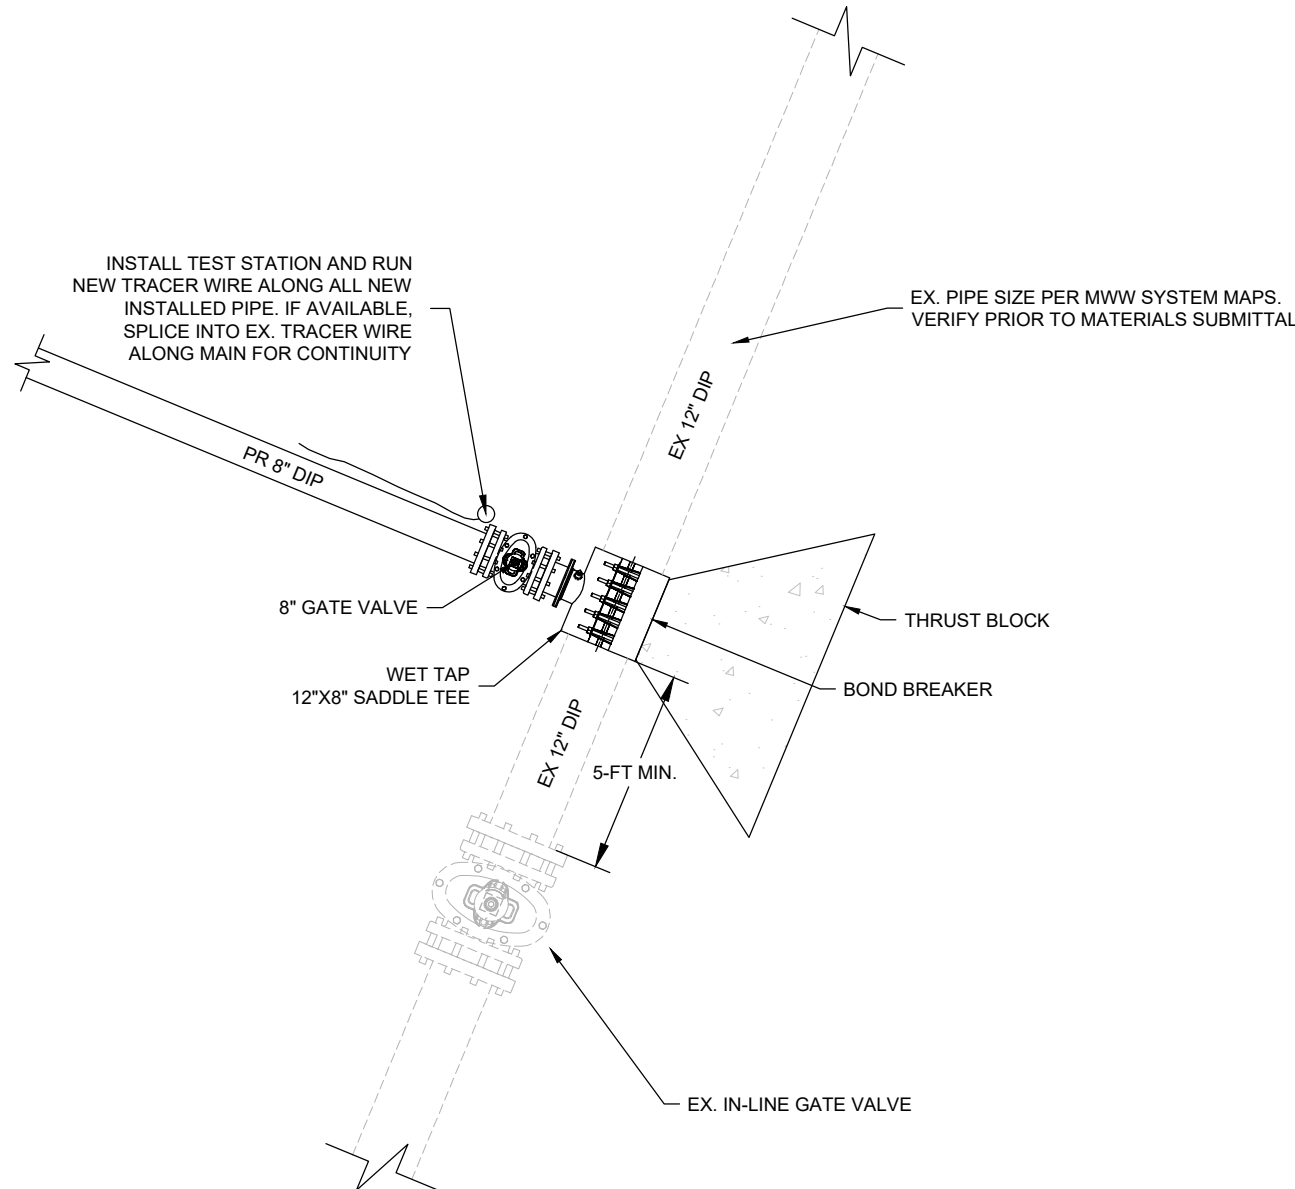 INSTALL TEST STATION AND RUN
NEW TRACER WIRE ALONG ALL NEW
INSTALLED PIPE. IF AVAILABLE,
SPLICE INTO EX. TRACER WIRE
ALONG MAIN FOR CONTINUITY
EX. PIPE SIZE PER MWW SYSTEM MAPS.
VERIFY PRIOR TO MATERIALS SUBMITTAL
EX 12" DIP
PR 8" DIP
8" GATE VALVE
THRUST BLOCK
WET TAP
12"X8" SADDLE TEE
BOND BREAKER
EX 12" DIP
5-FT MIN.
EX. IN-LINE GATE VALVE